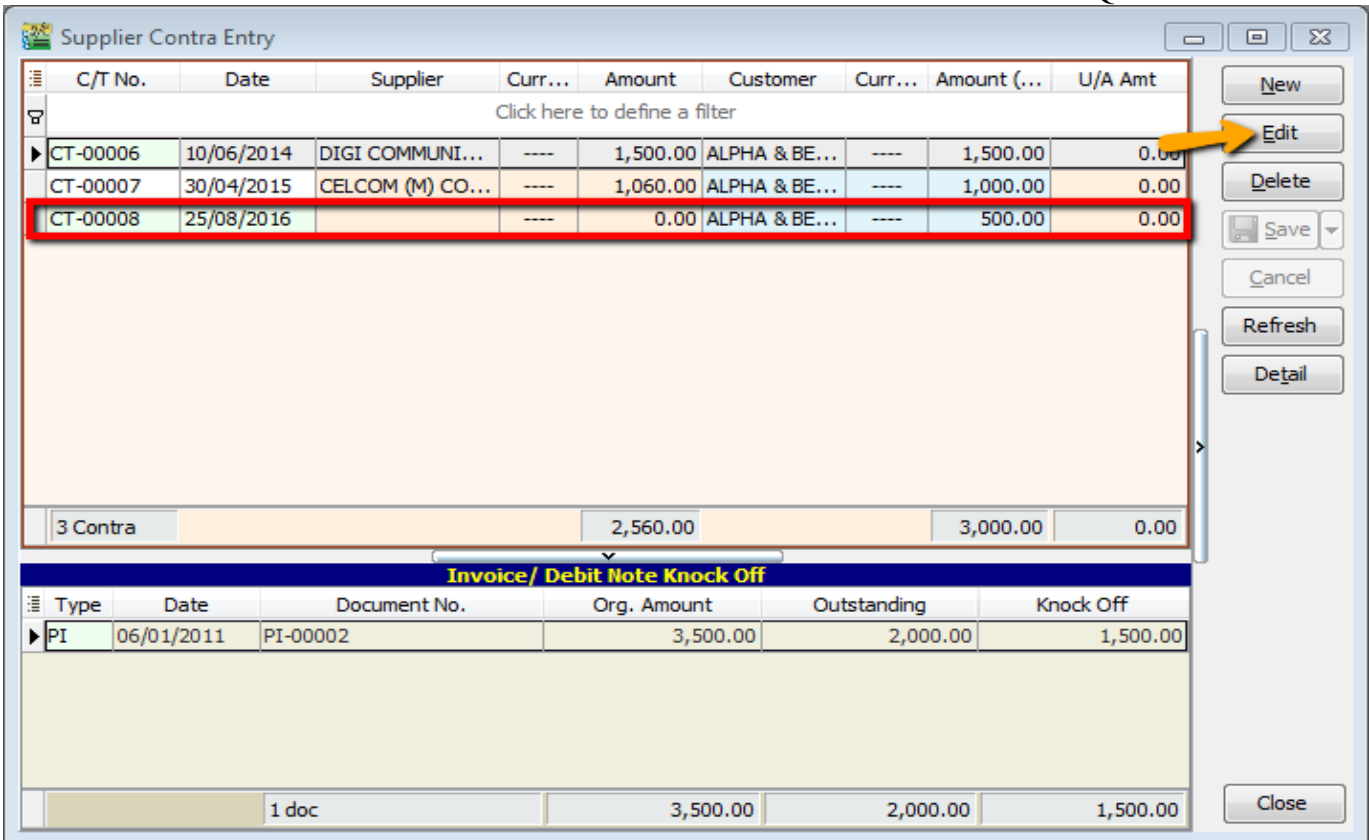 Supplier Contra Entry
C/T No. Date Supplier Curr... Amount Customer Curr... Amount (... U/A Amt
Click here to define a filter
CT-00006 10/06/2014 DIGI COMMUNI... ---- 1,500.00 ALPHA & BE... ---- 1,500.00 0.00
CT-00007 30/04/2015 CELCOM (M) CO... ---- 1,060.00 ALPHA & BE... ---- 1,000.00 0.00
CT-00008 25/08/2016 ---- 0.00 ALPHA & BE... ---- 500.00 0.00
3 Contra 2,560.00 3,000.00 0.00
New
Edit
Delete
Save
Cancel
Refresh
Detail
Invoice/ Debit Note Knock Off
Type Date Document No. Org. Amount Outstanding Knock Off
PI 06/01/2011 PI-00002 3,500.00 2,000.00 1,500.00
1 doc 3,500.00 2,000.00 1,500.00
Close